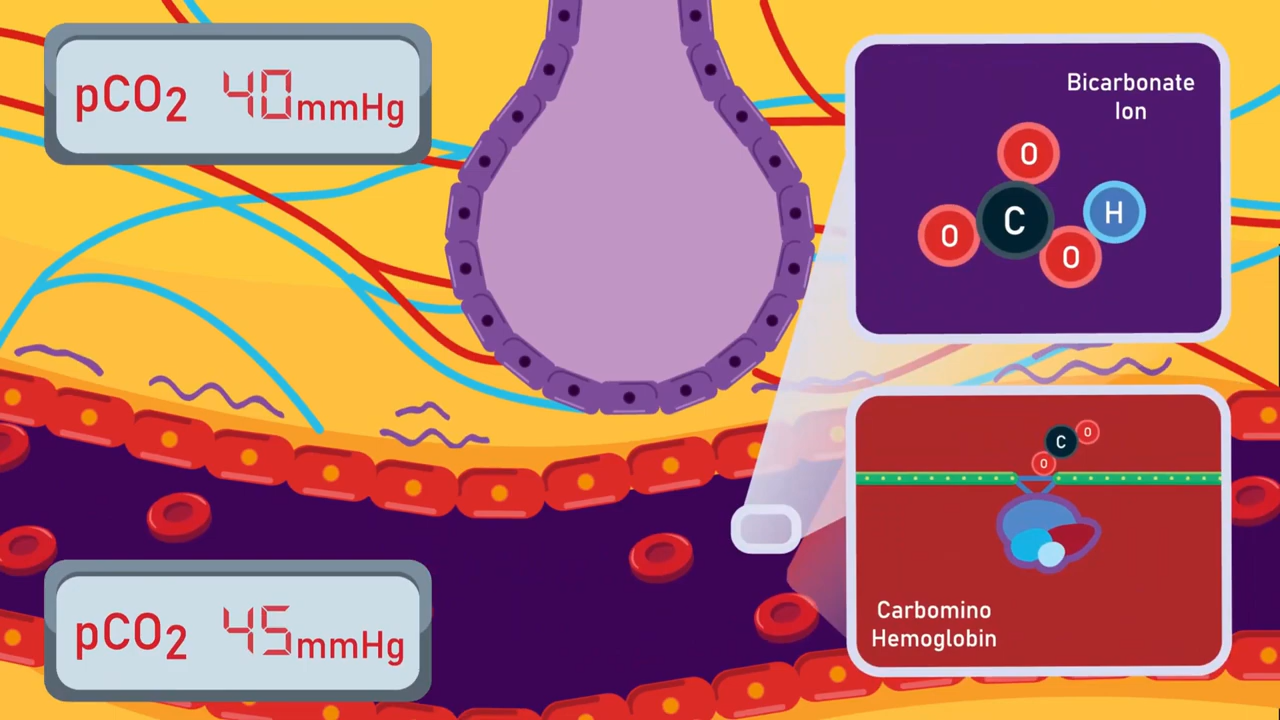 pCO2 40mmHg
Bicarbonate
Ion
O
C
H
O
O
C
O
O
pCO2 45mmHg
Carbomino
Hemoglobin